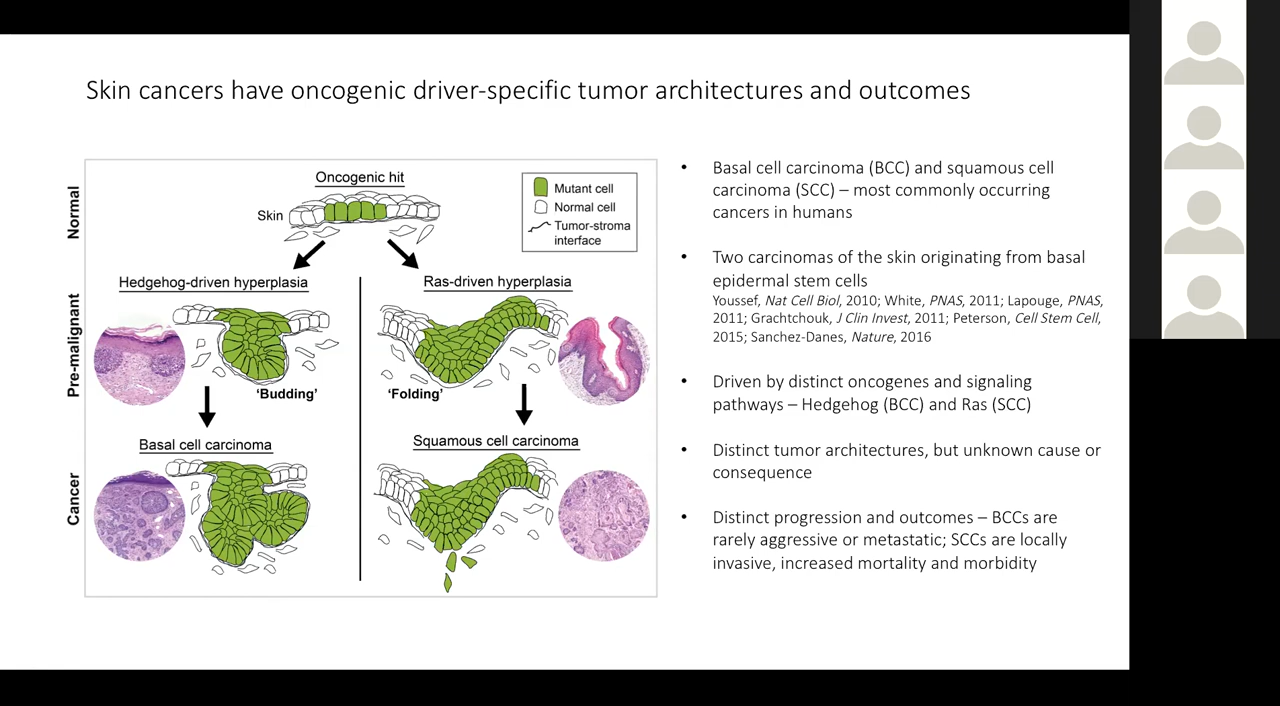 Skin cancers have oncogenic driver-specific tumor architectures and outcomes
Normal
Pre-malignant
Cancer
Oncogenic hit
Skin
Mutant cell
Normal cell
Tumor-stroma
interface
Hedgehog-driven hyperplasia
Ras-driven hyperplasia
'Budding'
'Folding'
Basal cell carcinoma
Squamous cell carcinoma
• Basal cell carcinoma (BCC) and squamous cell
carcinoma (SCC) – most commonly occurring
cancers in humans
• Two carcinomas of the skin originating from basal
epidermal stem cells
Youssef, Nat Cell Biol, 2010; White, PNAS, 2011; Lapouge, PNAS,
2011; Grachtchouk, J Clin Invest, 2011; Peterson, Cell Stem Cell,
2015; Sanchez-Danes, Nature, 2016
• Driven by distinct oncogenes and signaling
pathways – Hedgehog (BCC) and Ras (SCC)
• Distinct tumor architectures, but unknown cause or
consequence
• Distinct progression and outcomes – BCCs are
rarely aggressive or metastatic; SCCs are locally
invasive, increased mortality and morbidity